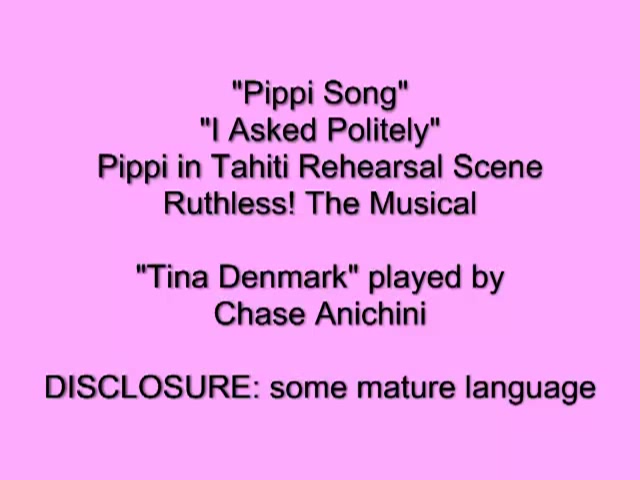 "Pippi Song"
"I Asked Politely"
Pippi in Tahiti Rehearsal Scene
Ruthless! The Musical
"Tina Denmark" played by
Chase Anichini
DISCLOSURE: some mature language